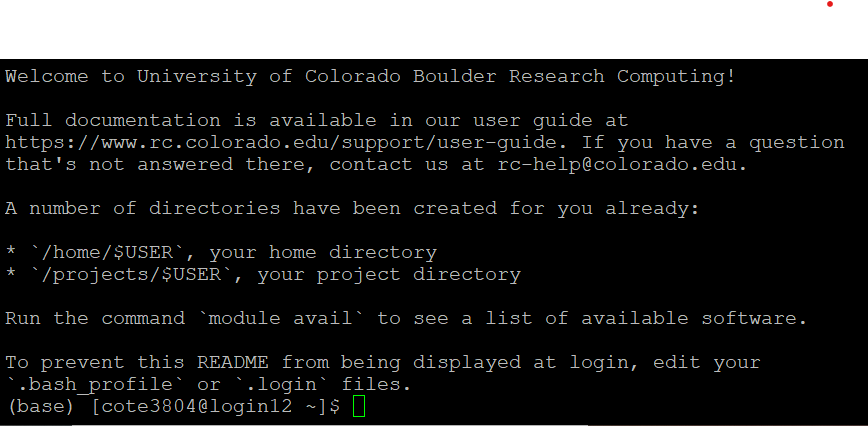 Welcome to University of Colorado Boulder Research Computing!
Full documentation is available in our user guide at
https://www.rc.colorado.edu/support/user-guide. If you have a question
that's not answered there, contact us at rc-help@colorado.edu.
A number of directories have been created for you already:
* `/home/$USER`, your home directory
* `/projects/$USER`, your project directory
Run the command `module avail` to see a list of available software.
To prevent this README from being displayed at login, edit your
`.bash_profile` or `.login` files.
(base) [cote3804@login12 ~]$